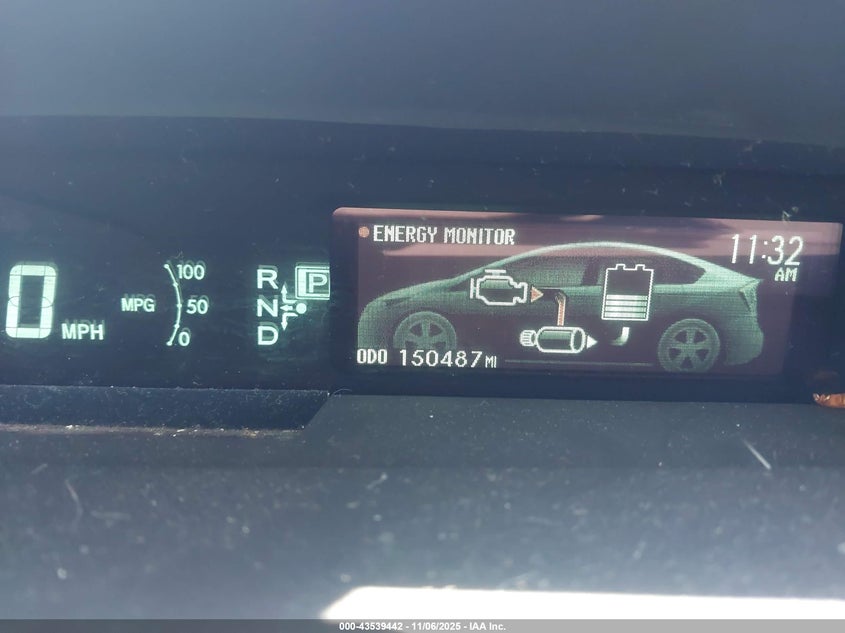 ENERGY MONITOR
11:32
AM
0 MPH
MPG
100
50
0
R
N
D
P
ODO 150487 MI
000-43539442 - 11/06/2025 - IAA Inc.